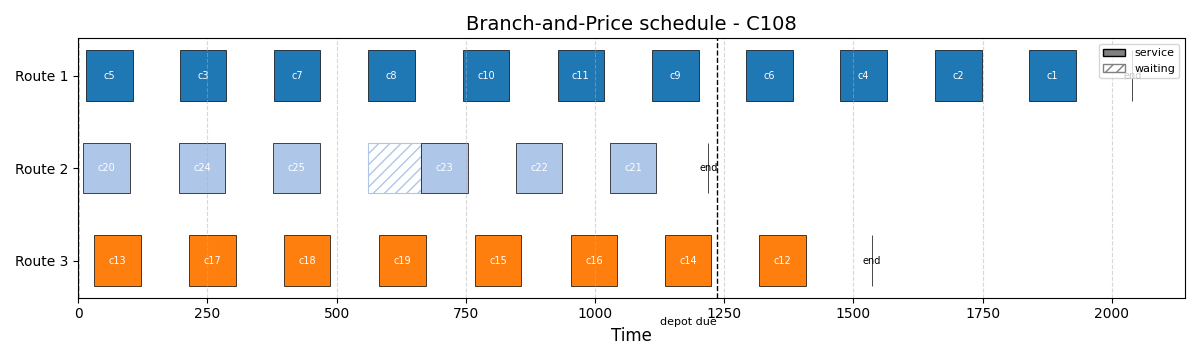 Branch-and-Price schedule - C108
Route 1
c5 c3 c7 c8 c10 c11 c9 c6 c4 c2 c1 end
service
waiting
Route 2
c20 c24 c25 c23 c22 c21 end
Route 3
c13 c17 c18 c19 c15 c16 c14 c12 end
0 250 500 750 1000 1250 1500 1750 2000
depot due
Time